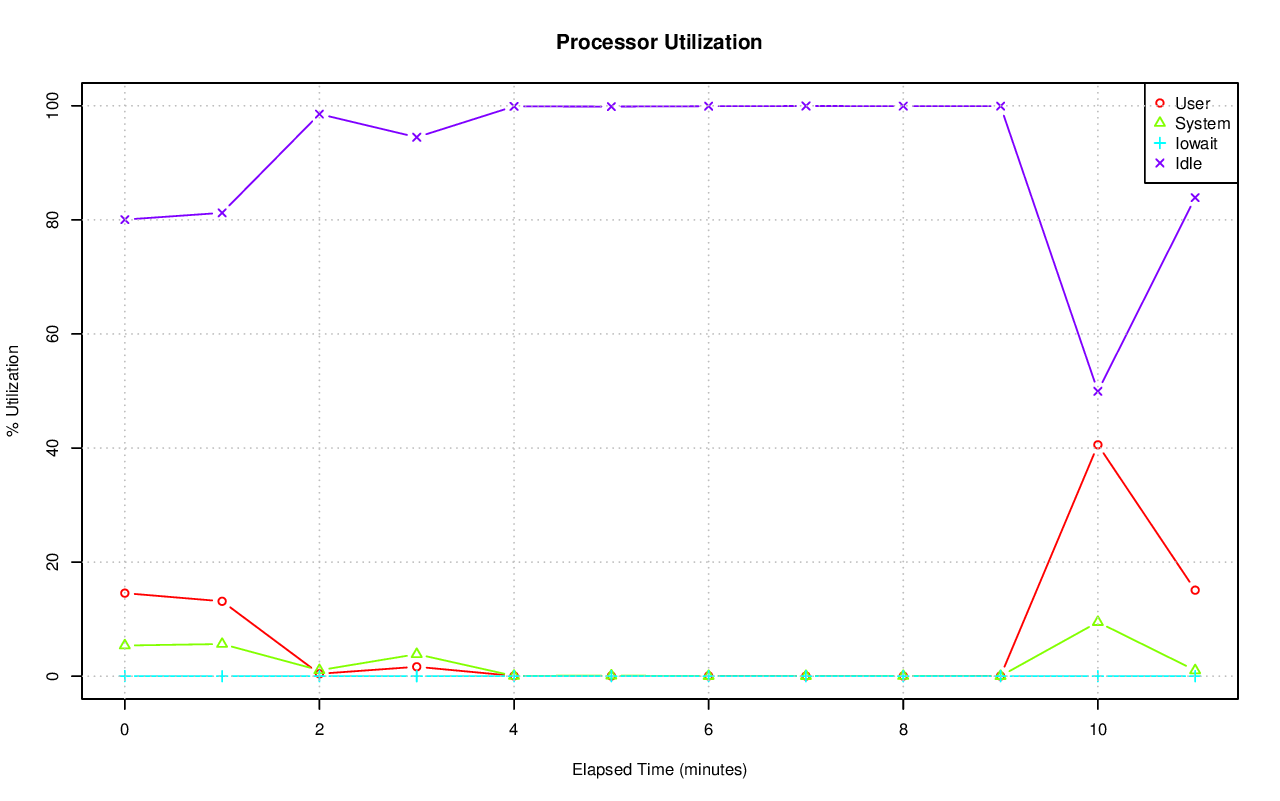 Processor Utilization
% Utilization
100
80
60
40
20
0
User
System
Iowait
Idle
0 2 4 6 8 10
Elapsed Time (minutes)